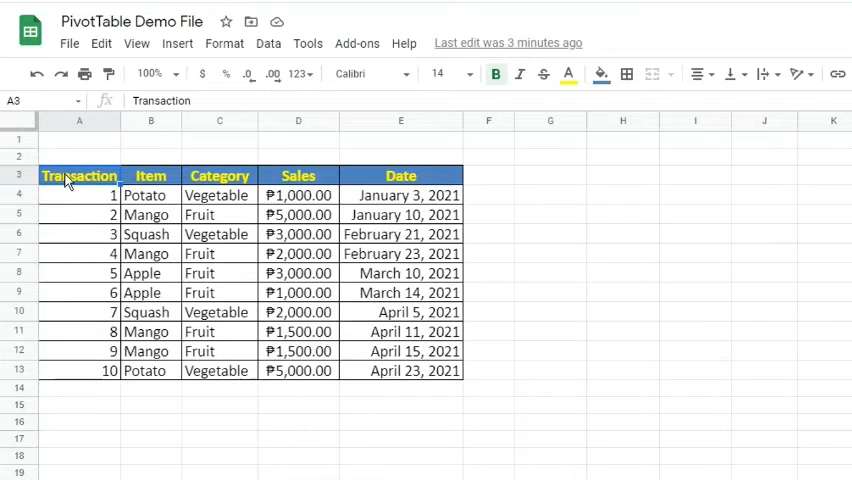 PivotTable Demo File
File Edit View Insert Format Data Tools Add-ons Help Last edit was 3 minutes ago
100% $ % .0 .00 123 Calibri 14 B I S A
A3 fx Transaction
A B C D E F G H I J K
1
2
3 Transaction Item Category Sales Date
4 1 Potato Vegetable ₱1,000.00 January 3, 2021
5 2 Mango Fruit ₱5,000.00 January 10, 2021
6 3 Squash Vegetable ₱3,000.00 February 21, 2021
7 4 Mango Fruit ₱2,000.00 February 23, 2021
8 5 Apple Fruit ₱3,000.00 March 10, 2021
9 6 Apple Fruit ₱1,000.00 March 14, 2021
10 7 Squash Vegetable ₱2,000.00 April 5, 2021
11 8 Mango Fruit ₱1,500.00 April 11, 2021
12 9 Mango Fruit ₱1,500.00 April 15, 2021
13 10 Potato Vegetable ₱5,000.00 April 23, 2021
14
15
16
17
18
19